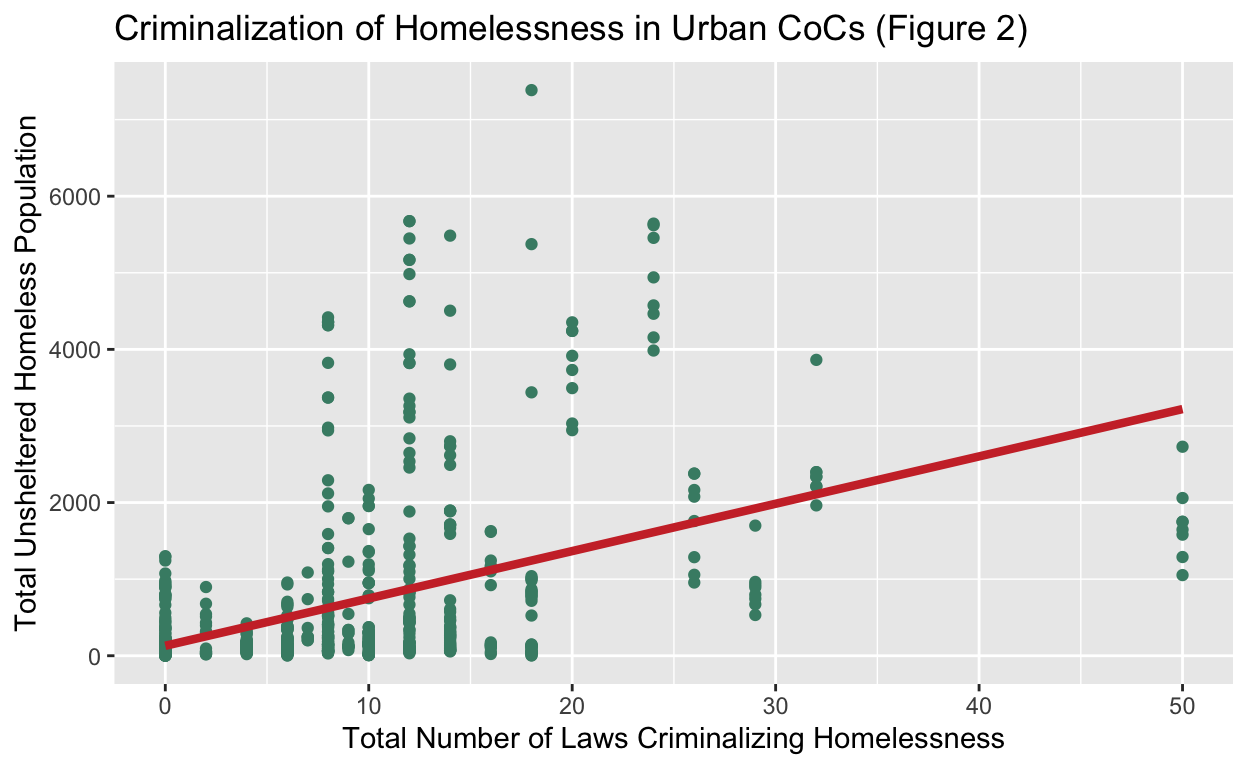 Criminalization of Homelessness in Urban CoCs (Figure 2)
Total Unsheltered Homeless Population
6000
4000
2000
0
0 10 20 30 40 50
Total Number of Laws Criminalizing Homelessness